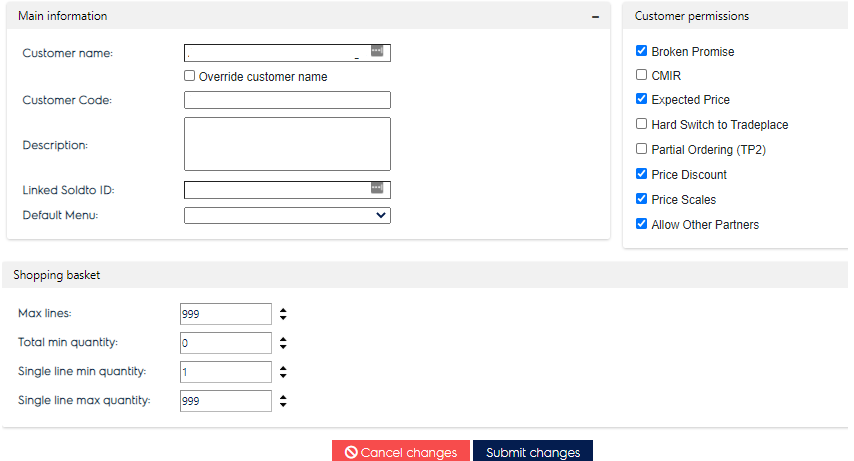 Main information
Customer name:
Override customer name
Customer Code:
Description:
Linked Soldto ID:
Default Menu:
Customer permissions
Broken Promise
CMIR
Expected Price
Hard Switch to Tradeplace
Partial Ordering (TP2)
Price Discount
Price Scales
Allow Other Partners
Shopping basket
Max lines: 999
Total min quantity: 0
Single line min quantity: 1
Single line max quantity: 999
Cancel changes Submit changes